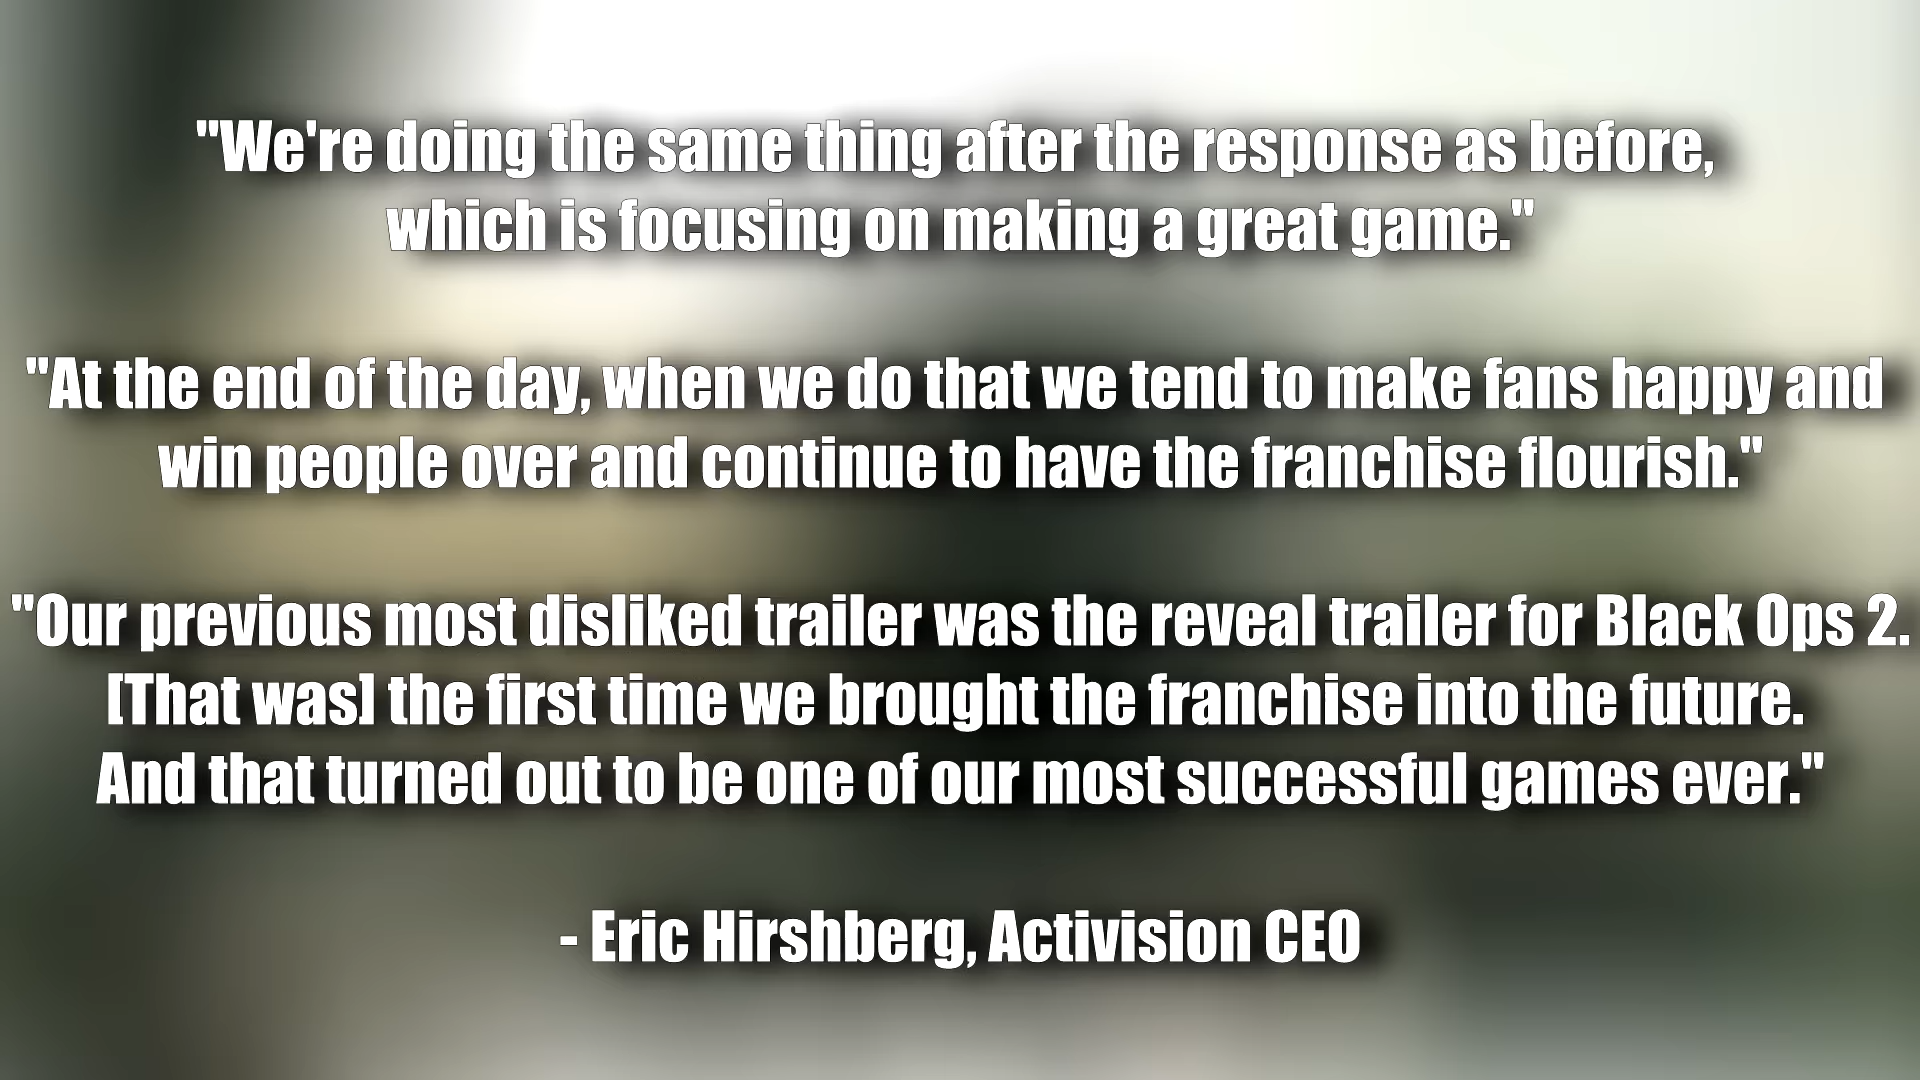 "We're doing the same thing after the response as before,
which is focusing on making a great game."
"At the end of the day, when we do that we tend to make fans happy and
win people over and continue to have the franchise flourish."
"Our previous most disliked trailer was the reveal trailer for Black Ops 2.
[That was] the first time we brought the franchise into the future.
And that turned out to be one of our most successful games ever."
- Eric Hirshberg, Activision CEO